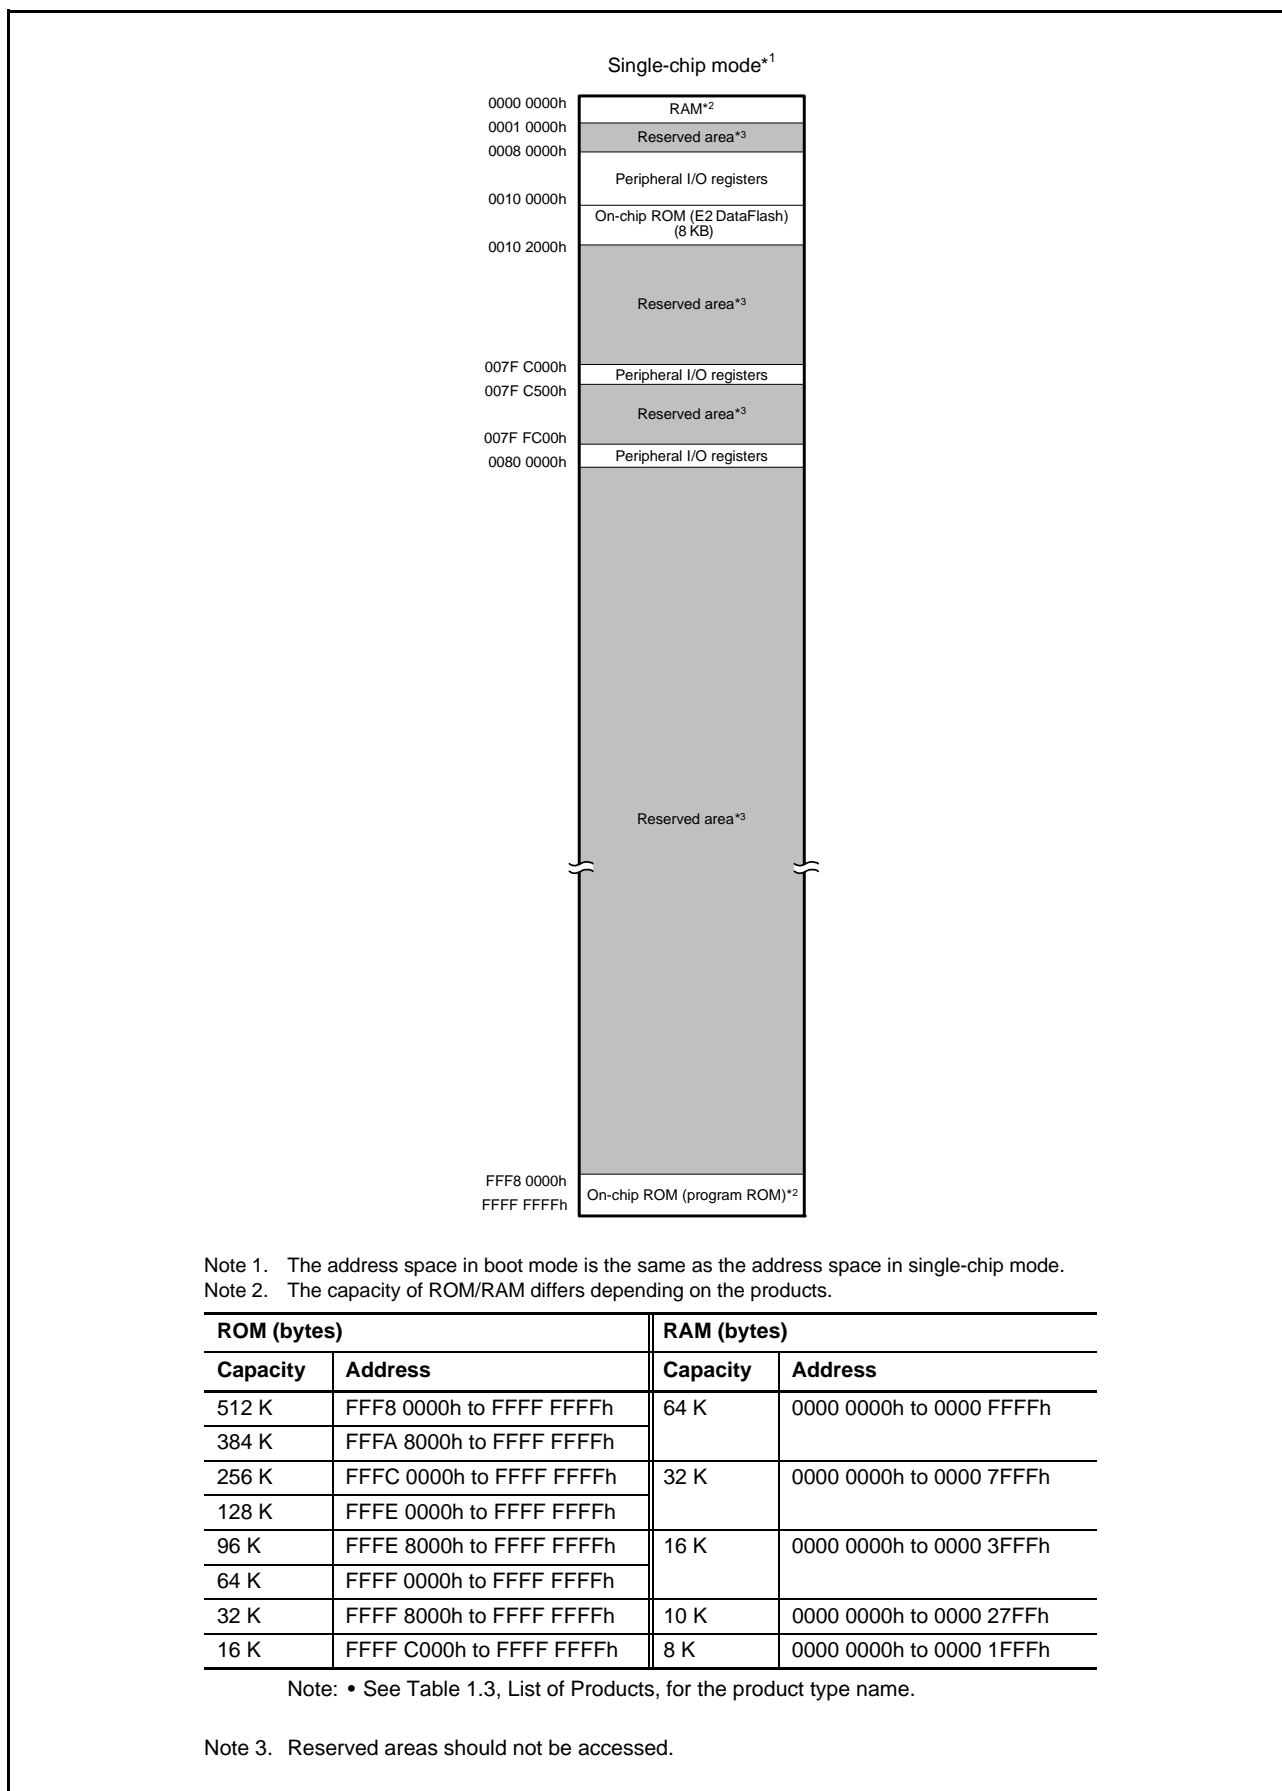 Single-chip mode*1
0000 0000h
RAM*2
0001 0000h
Reserved area*3
0008 0000h
Peripheral I/O registers
0010 0000h
On-chip ROM (E2 DataFlash)
(8 KB)
0010 2000h
Reserved area*3
007F C000h
Peripheral I/O registers
007F C500h
Reserved area*3
007F FC00h
Peripheral I/O registers
0080 0000h
Reserved area*3
FFF8 0000h
On-chip ROM (program ROM)*2
FFFF FFFFh
Note 1. The address space in boot mode is the same as the address space in single-chip mode.
Note 2. The capacity of ROM/RAM differs depending on the products.
ROM (bytes) RAM (bytes)
Capacity Address Capacity Address
512 K FFF8 0000h to FFFF FFFFh 64 K 0000 0000h to 0000 FFFFh
384 K FFFA 8000h to FFFF FFFFh
256 K FFFC 0000h to FFFF FFFFh 32 K 0000 0000h to 0000 7FFFh
128 K FFFE 0000h to FFFF FFFFh
96 K FFFE 8000h to FFFF FFFFh 16 K 0000 0000h to 0000 3FFFh
64 K FFFF 0000h to FFFF FFFFh
32 K FFFF 8000h to FFFF FFFFh 10 K 0000 0000h to 0000 27FFh
16 K FFFF C000h to FFFF FFFFh 8 K 0000 0000h to 0000 1FFFh
Note: • See Table 1.3, List of Products, for the product type name.
Note 3. Reserved areas should not be accessed.